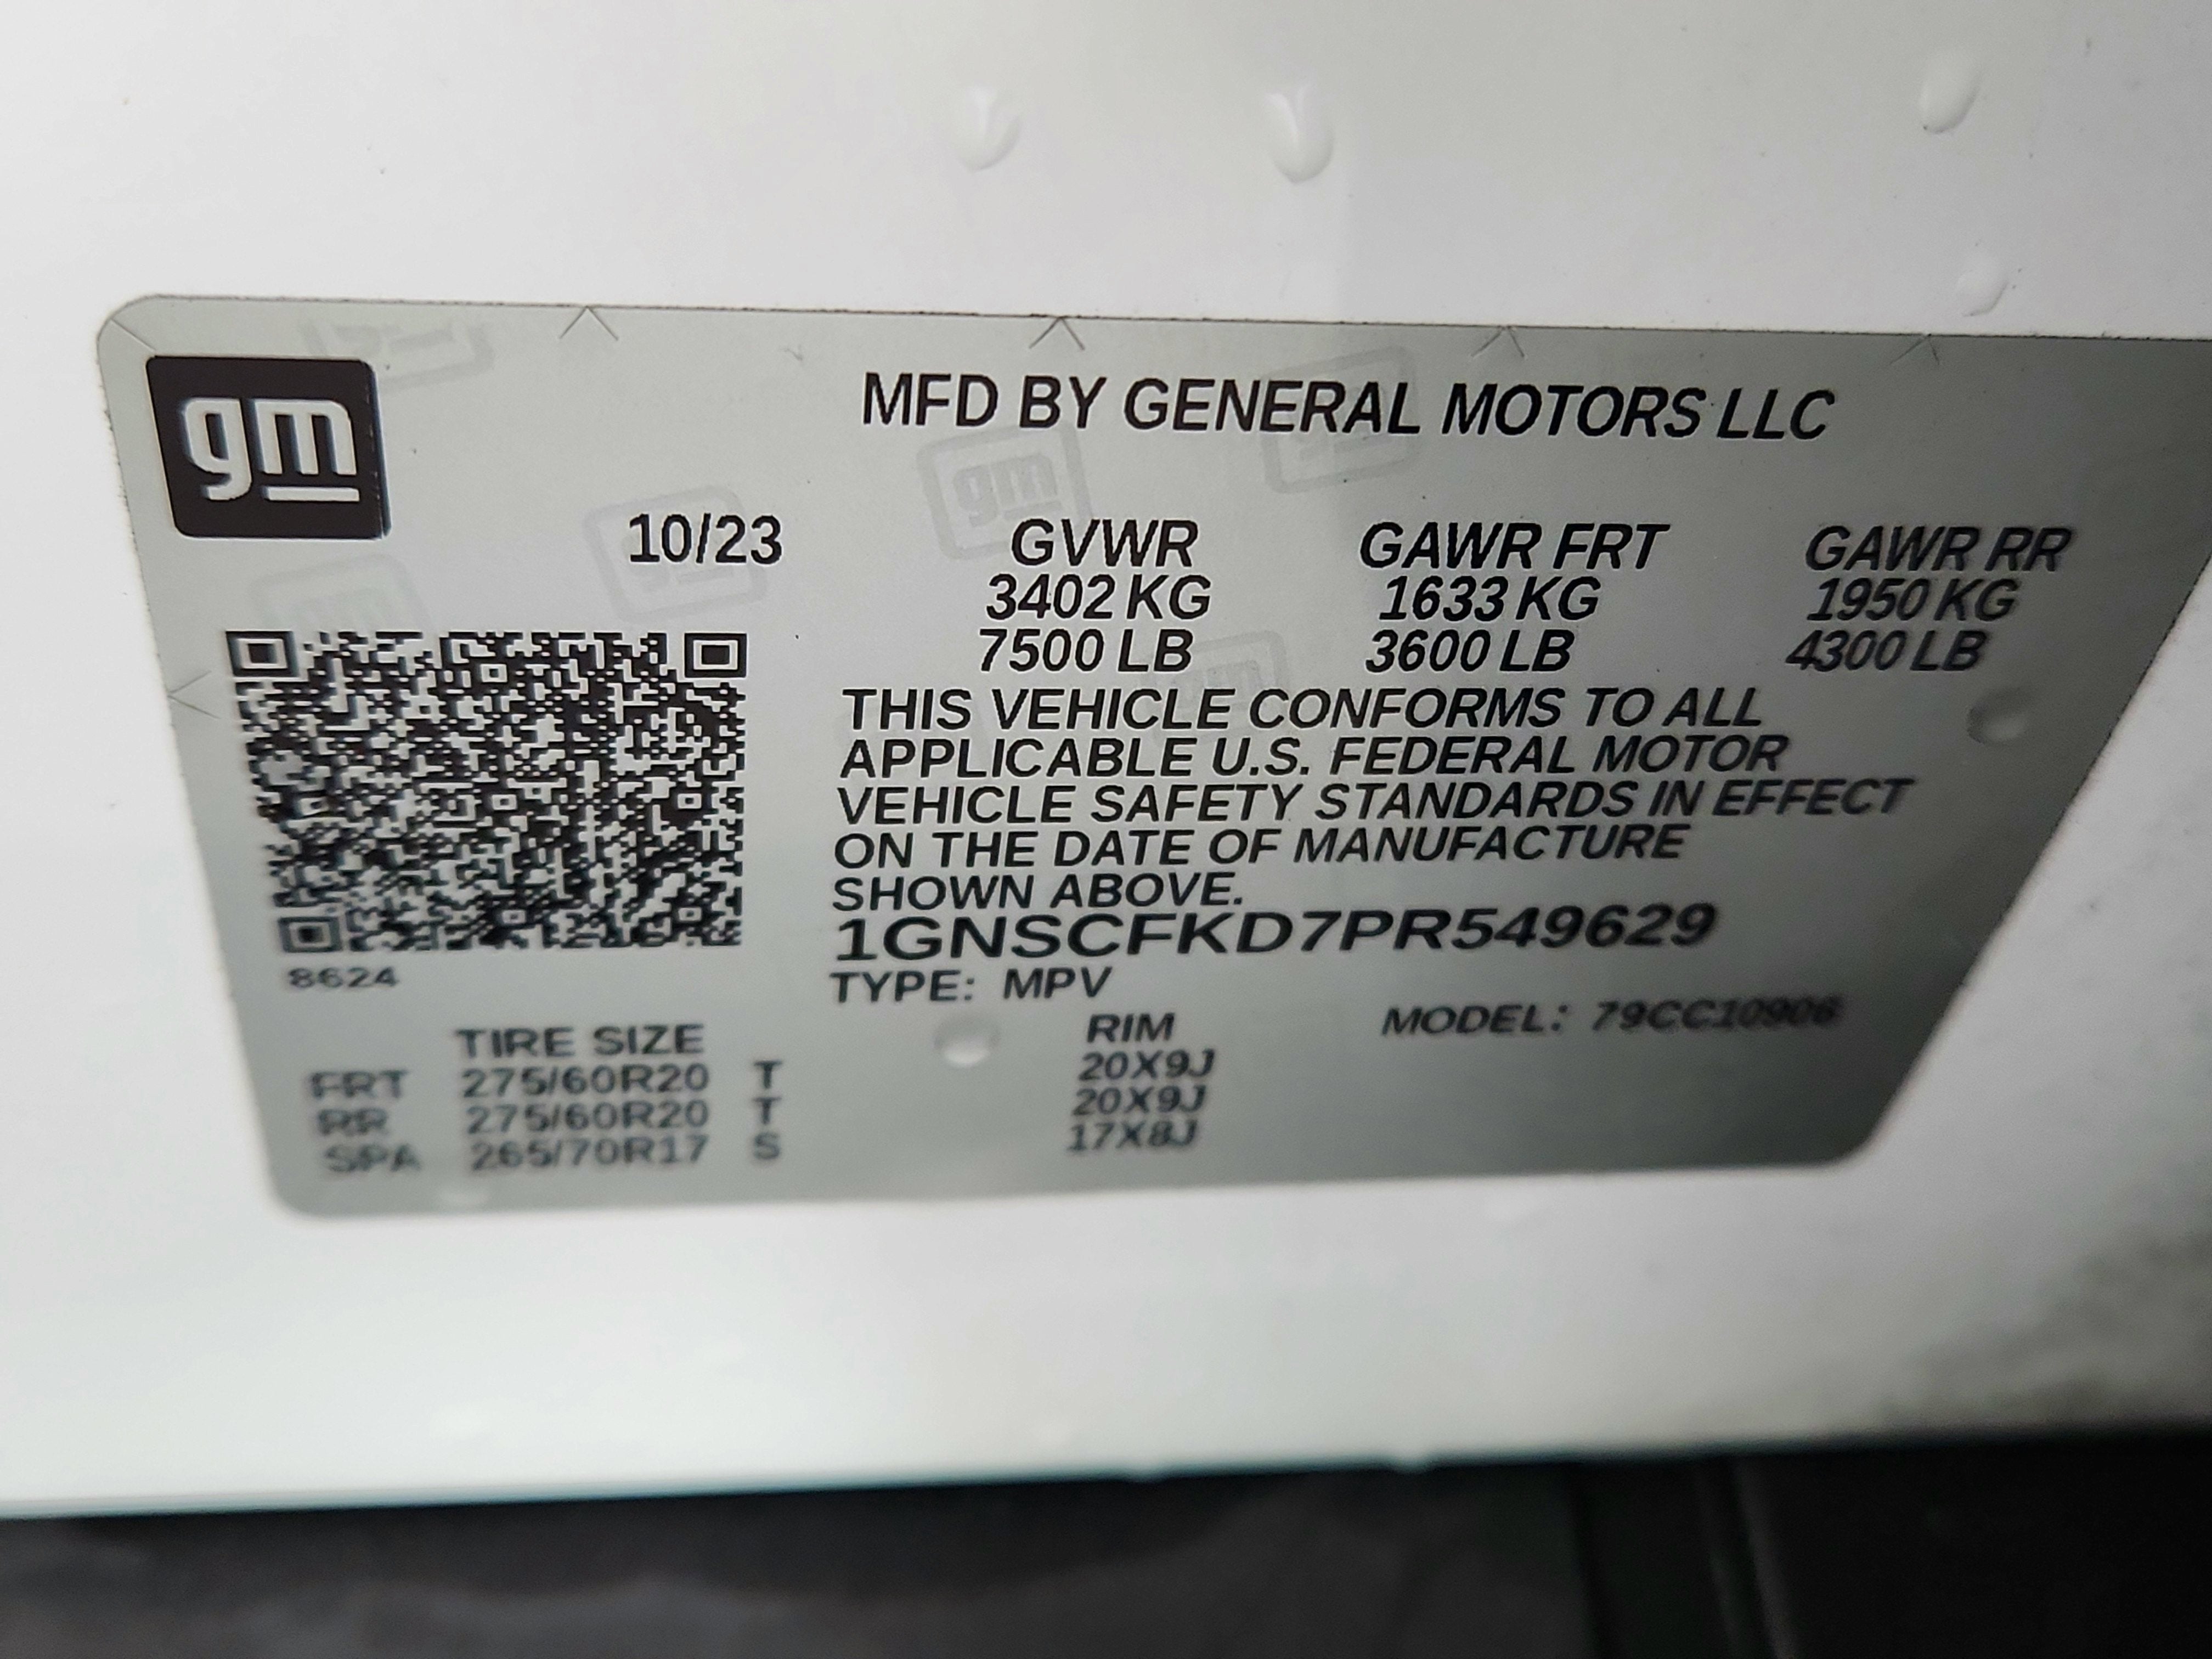 gm
MFD BY GENERAL MOTORS LLC
10/23 GVWR GAWR FRT GAWR RR
3402 KG 1633 KG 1950 KG
7500 LB 3600 LB 4300 LB
THIS VEHICLE CONFORMS TO ALL
APPLICABLE U.S. FEDERAL MOTOR
VEHICLE SAFETY STANDARDS IN EFFECT
ON THE DATE OF MANUFACTURE
SHOWN ABOVE.
1GNSCFKD7PR549629
8624
TYPE: MPV MODEL: 79CC10906
TIRE SIZE RIM
FRT 275/60R20 T 20X9J
RR 275/60R20 T 20X9J
SPA 265/70R17 S 17X8J